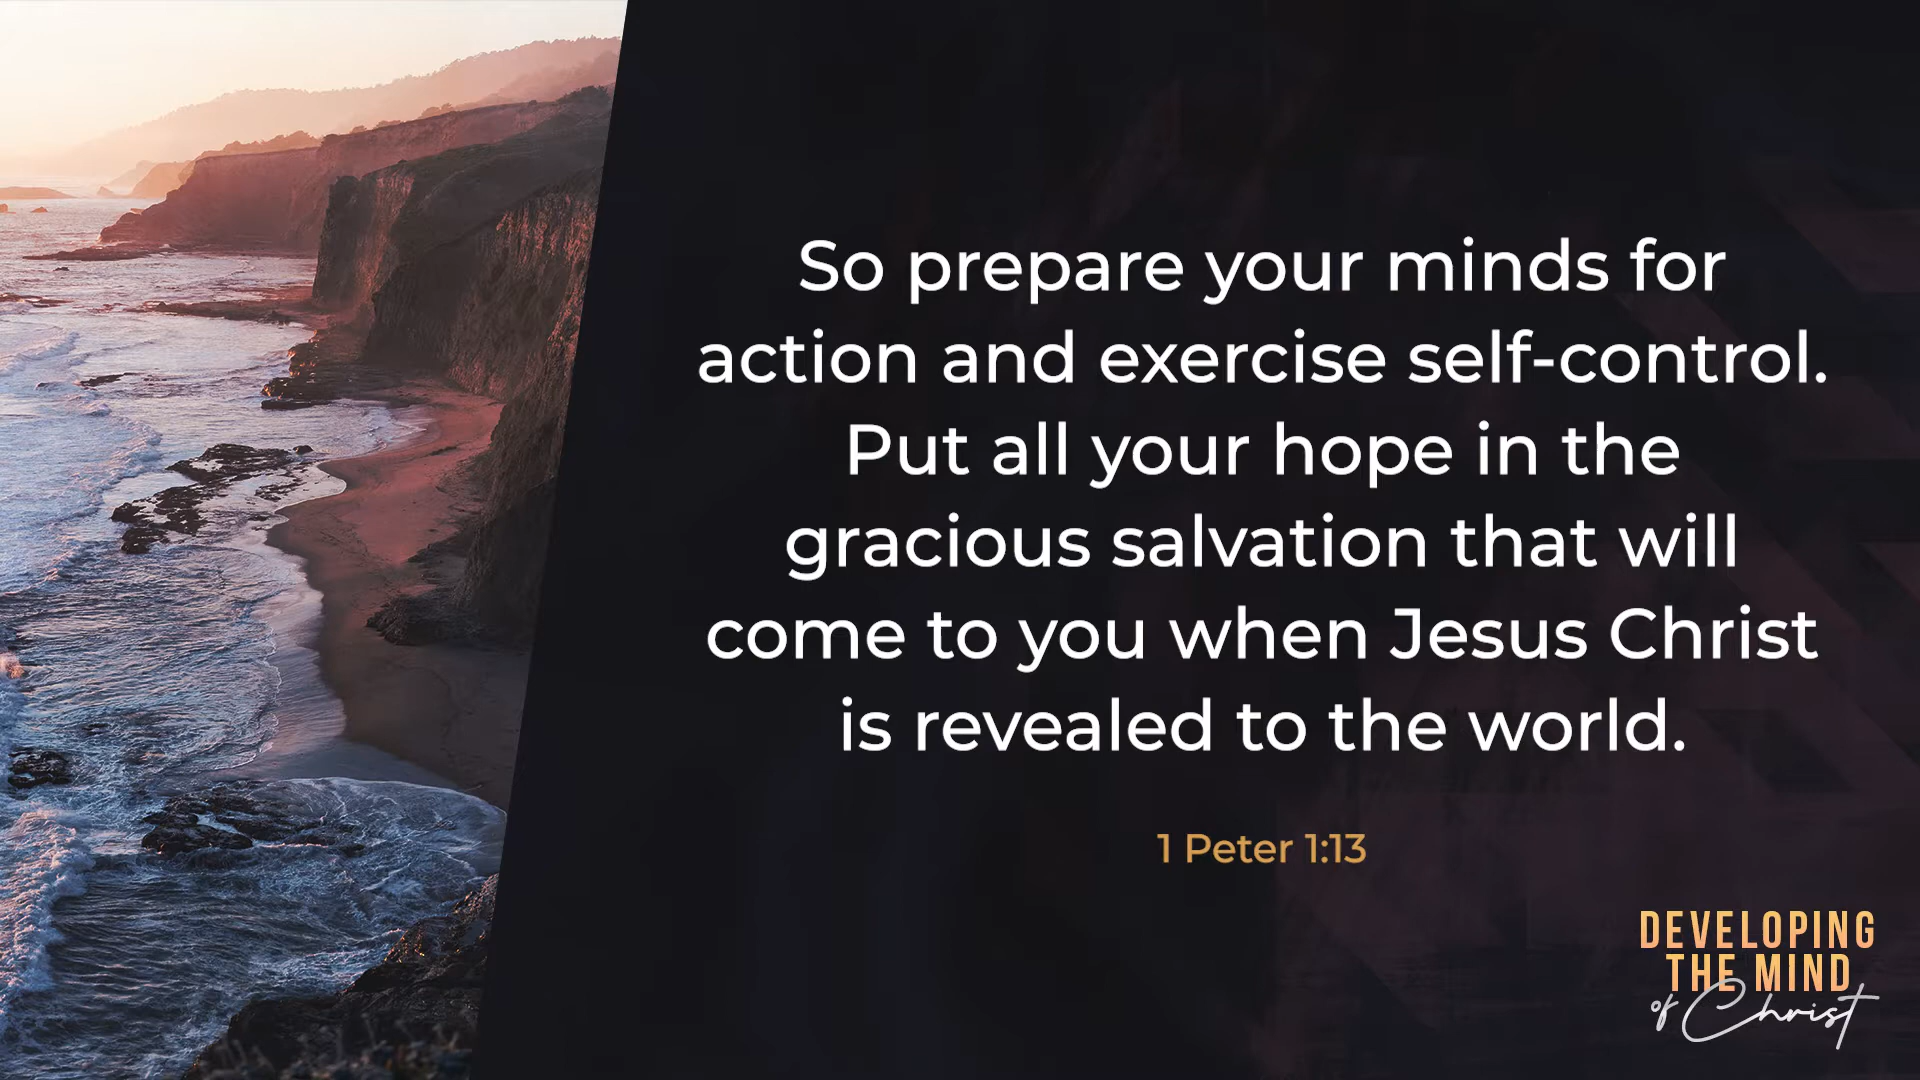 So prepare your minds for
action and exercise self-control.
Put all your hope in the
gracious salvation that will
come to you when Jesus Christ
is revealed to the world.
1 Peter 1:13
DEVELOPING
THE MIND
of Christ